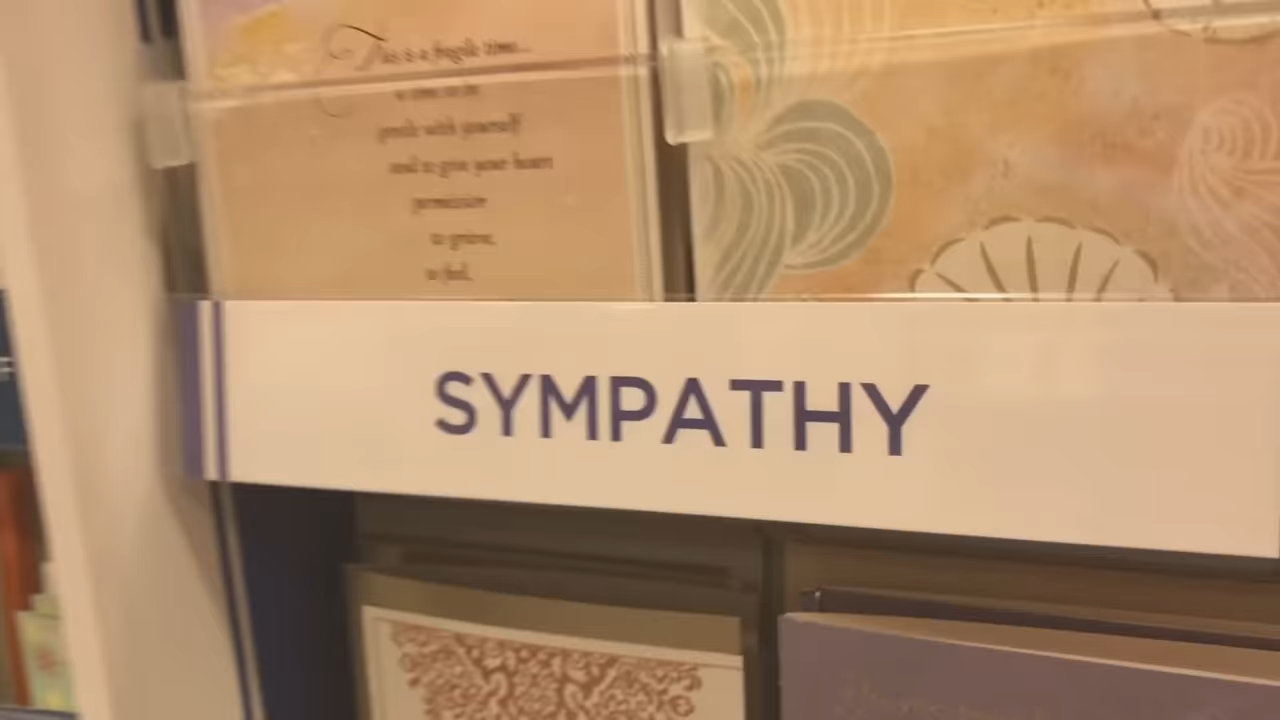 This is a fragile time...
a time to be
gentle with yourself
and to give your heart
permission
to grieve,
to feel,
SYMPATHY